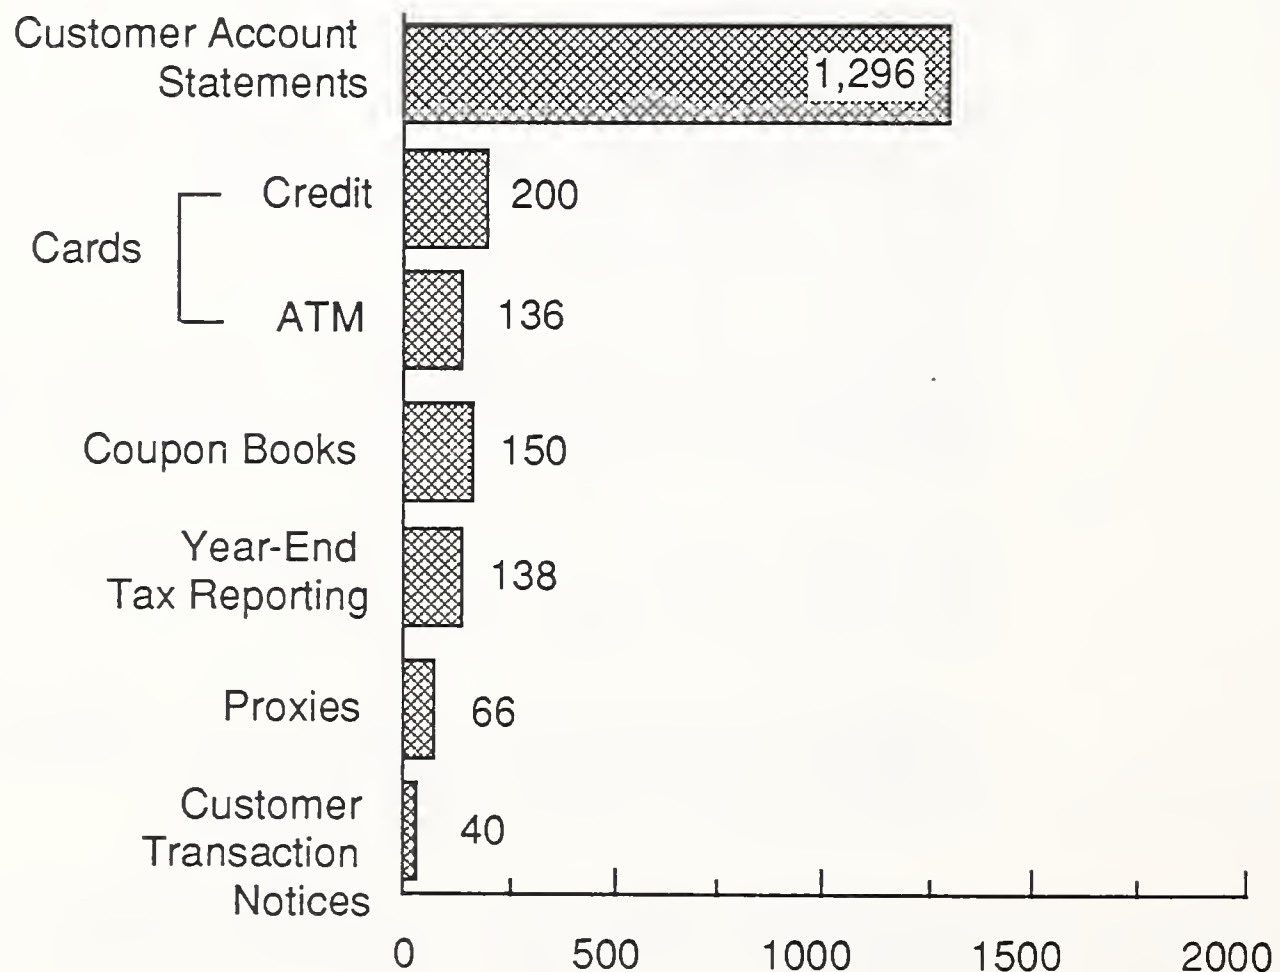 Customer Account
Statements
1,296
Cards
Credit
200
ATM
136
Coupon Books
150
Year-End
Tax Reporting
138
Proxies
66
Customer
Transaction
Notices
40
0 500 1000 1500 2000